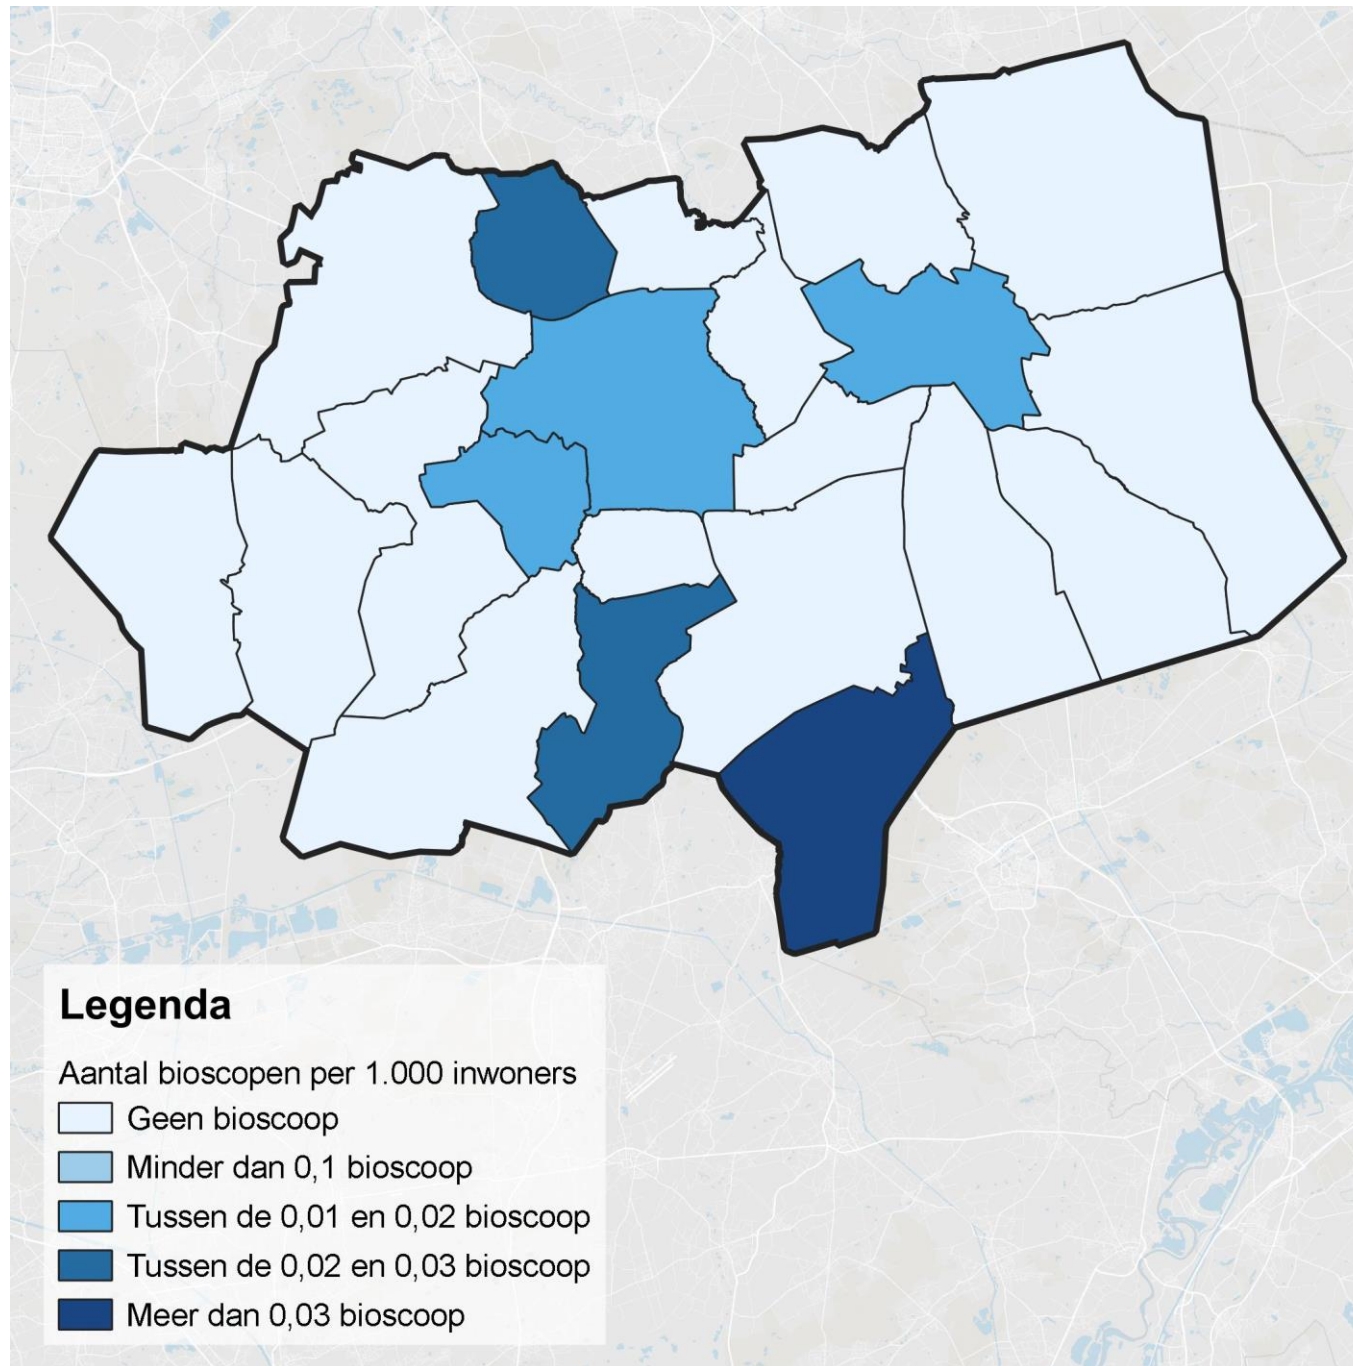 Legenda
Aantal bioscopen per 1.000 inwoners
Geen bioscoop
Minder dan 0,1 bioscoop
Tussen de 0,01 en 0,02 bioscoop
Tussen de 0,02 en 0,03 bioscoop
Meer dan 0,03 bioscoop